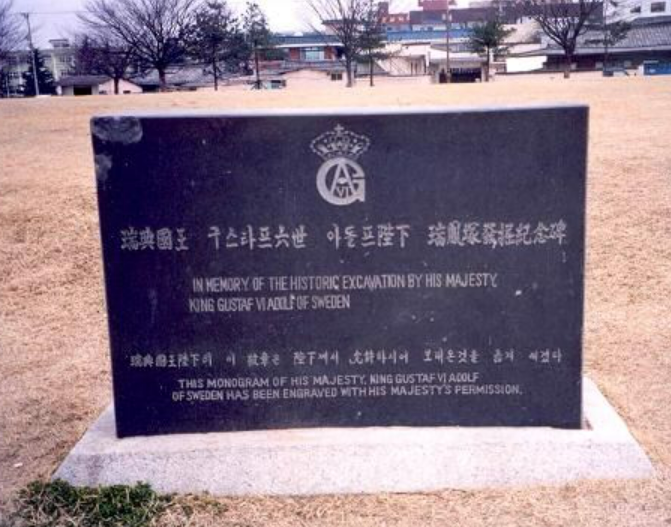 GA VI
瑞典國王 구스타프六世 아돌프陛下 瑞鳳塚發掘紀念碑
IN MEMORY OF THE HISTORIC EXCAVATION BY HIS MAJESTY,
KING GUSTAF VI ADOLF OF SWEDEN
瑞典國王陛下의 이 紋章은 陛下께서 允許하시어 보내온것을 옮겨 새겼다
THIS MONOGRAM OF HIS MAJESTY, KING GUSTAF VI ADOLF
OF SWEDEN HAS BEEN ENGRAVED WITH HIS MAJESTY'S PERMISSION.